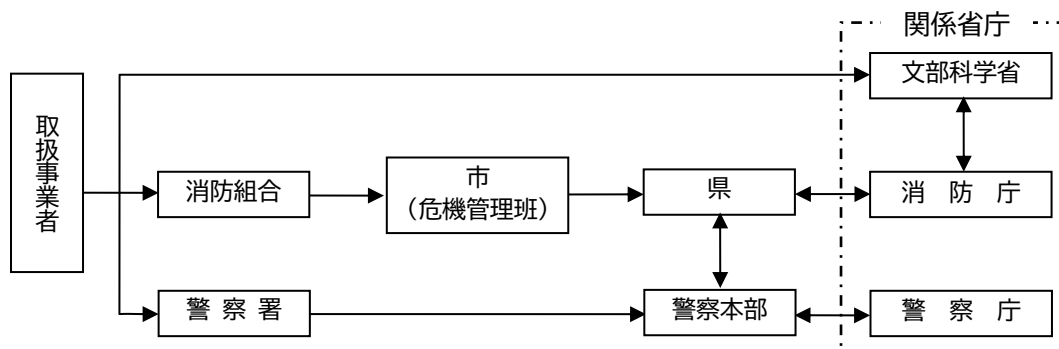 関係省庁
文部科学省
取扱事業者
消防組合
市
（危機管理班）
県
消　防　庁
警 察 署
警察本部
警　察　庁